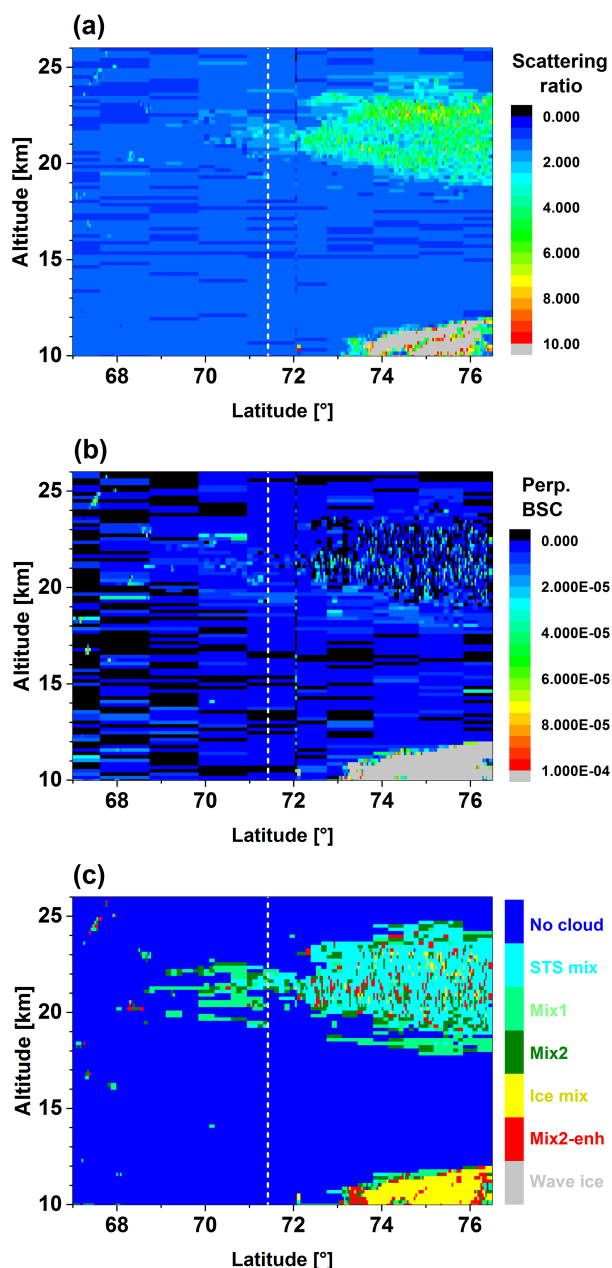 (a)
25
20
15
10
Altitude [km]
68 70 72 74 76
Latitude [°]
Scattering
ratio
0.000
2.000
4.000
6.000
8.000
10.00
(b)
25
20
15
10
Altitude [km]
68 70 72 74 76
Latitude [°]
Perp.
BSC
0.000
2.000E-05
4.000E-05
6.000E-05
8.000E-05
1.000E-04
(c)
25
20
15
10
Altitude [km]
68 70 72 74 76
Latitude [°]
No cloud
STS mix
Mix1
Mix2
Ice mix
Mix2-enh
Wave ice